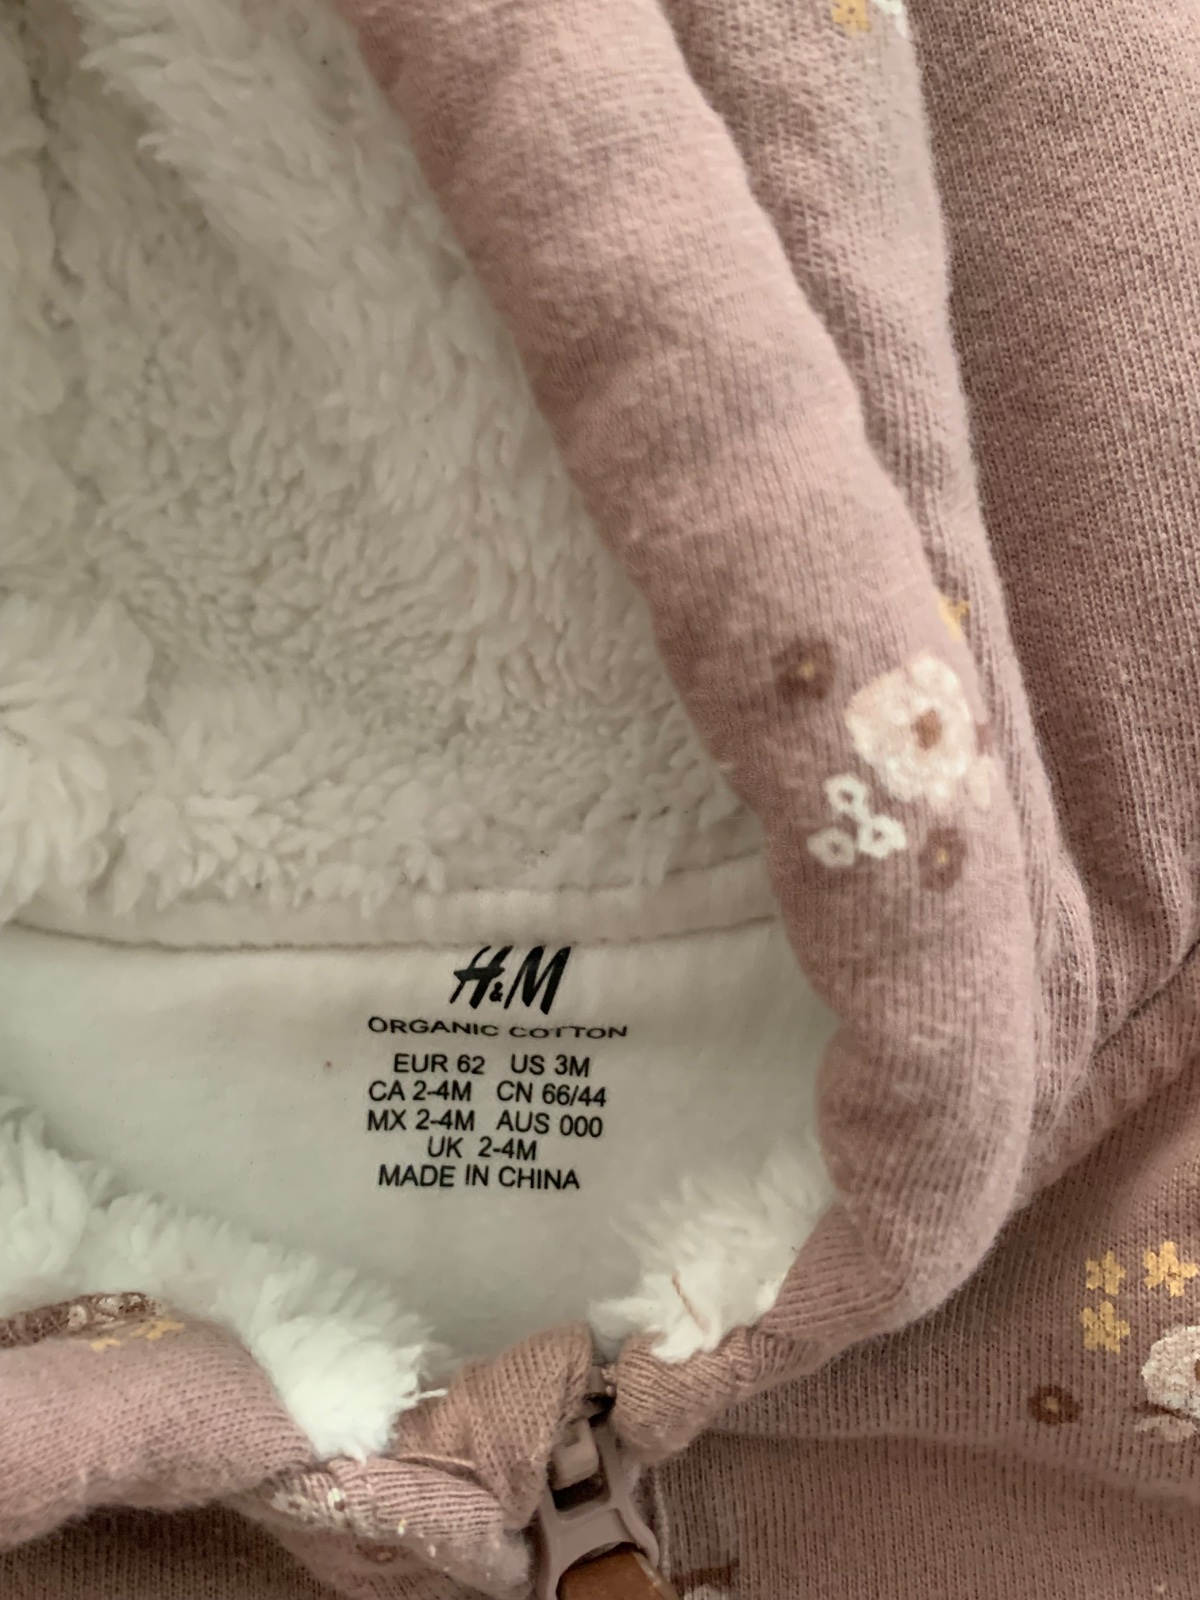 H&M
ORGANIC COTTON
EUR 62 US 3M
CA 2-4M CN 66/44
MX 2-4M AUS 000
UK 2-4M
MADE IN CHINA